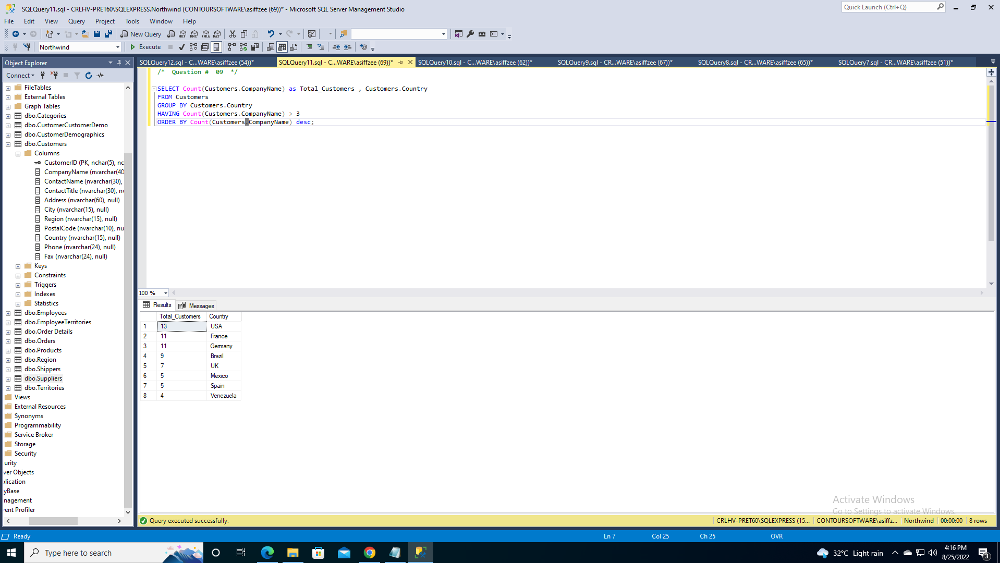 SQLQuery11.sql - CRLHV-PRET60\SQLEXPRESS.Northwind (CONTOURSOFTWARE\asiffzee (69))* - Microsoft SQL Server Management Studio
Quick Launch (Ctrl+Q)
File Edit View Query Project Tools Window Help
New Query MDX DMX XMLA DAX
Northwind Execute
Object Explorer
SQLQuery12.sql - C...WARE\asiffzee (54))* SQLQuery11.sql - C...WARE\asiffzee (69))* SQLQuery10.sql - C...WARE\asiffzee (62))* SQLQuery9.sql - CR...WARE\asiffzee (67))* SQLQuery8.sql - CR...WARE\asiffzee (65))* SQLQuery7.sql - CR...WARE\asiffzee (51))*
Connect
FileTables
External Tables
Graph Tables
dbo.Categories
dbo.CustomerCustomerDemo
dbo.CustomerDemographics
dbo.Customers
Columns
CustomerID (PK, nchar(5), nc
CompanyName (nvarchar(40
ContactName (nvarchar(30),
ContactTitle (nvarchar(30), nu
Address (nvarchar(60), null)
City (nvarchar(15), null)
Region (nvarchar(15), null)
PostalCode (nvarchar(10), nu
Country (nvarchar(15), null)
Phone (nvarchar(24), null)
Fax (nvarchar(24), null)
Keys
Constraints
Triggers
Indexes
Statistics
dbo.Employees
dbo.EmployeeTerritories
dbo.Order Details
dbo.Orders
dbo.Products
dbo.Region
dbo.Shippers
dbo.Suppliers
dbo.Territories
Views
External Resources
Synonyms
Programmability
Service Broker
Storage
Security
urity
ver Objects
plication
yBase
nagement
vent Profiler
/*  Question #  09  */
SELECT Count(Customers.CompanyName) as Total_Customers , Customers.Country
FROM Customers
GROUP BY Customers.Country
HAVING Count(Customers.CompanyName) > 3
ORDER BY Count(Customers.CompanyName) desc;
100 %
Results Messages
Total_Customers Country
1 13 USA
2 11 France
3 11 Germany
4 9 Brazil
5 7 UK
6 5 Mexico
7 5 Spain
8 4 Venezuela
Activate Windows
Go to Settings to activate Windows.
Query executed successfully. CRLHV-PRET60\SQLEXPRESS (15... CONTOURSOFTWARE\asiffz... Northwind 00:00:00 8 rows
Ready Ln 7 Col 25 Ch 25 OVR
Type here to search 32°C Light rain 4:16 PM
8/25/2022
3